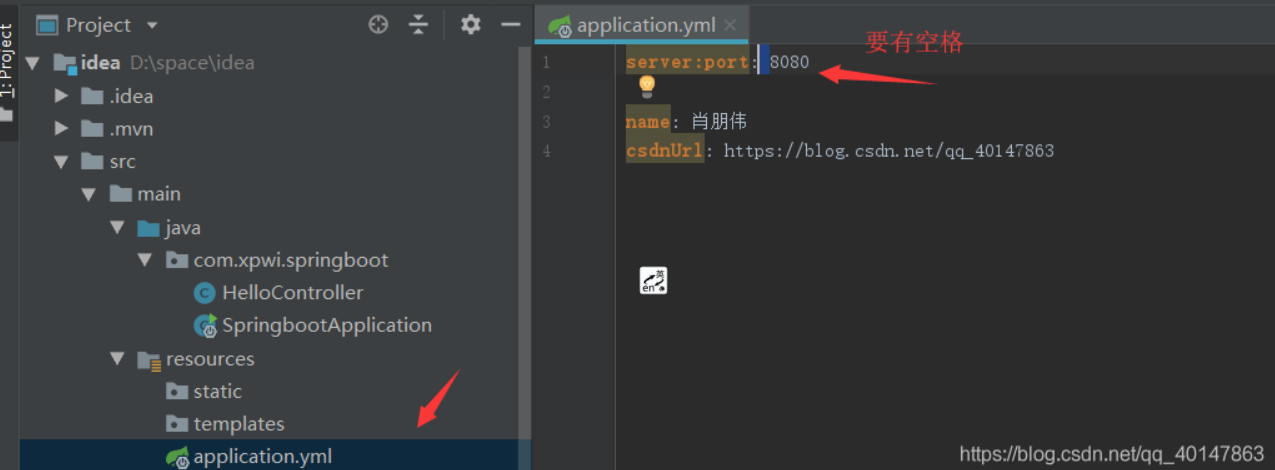 1: Project
Project
idea D:\space\idea
.idea
.mvn
src
main
java
com.xpwi.springboot
HelloController
SpringbootApplication
resources
static
templates
application.yml
application.yml
要有空格
1 server:port: 8080
2
3 name: 肖朋伟
4 csdnUrl: https://blog.csdn.net/qq_40147863
英
en
https://blog.csdn.net/qq_40147863